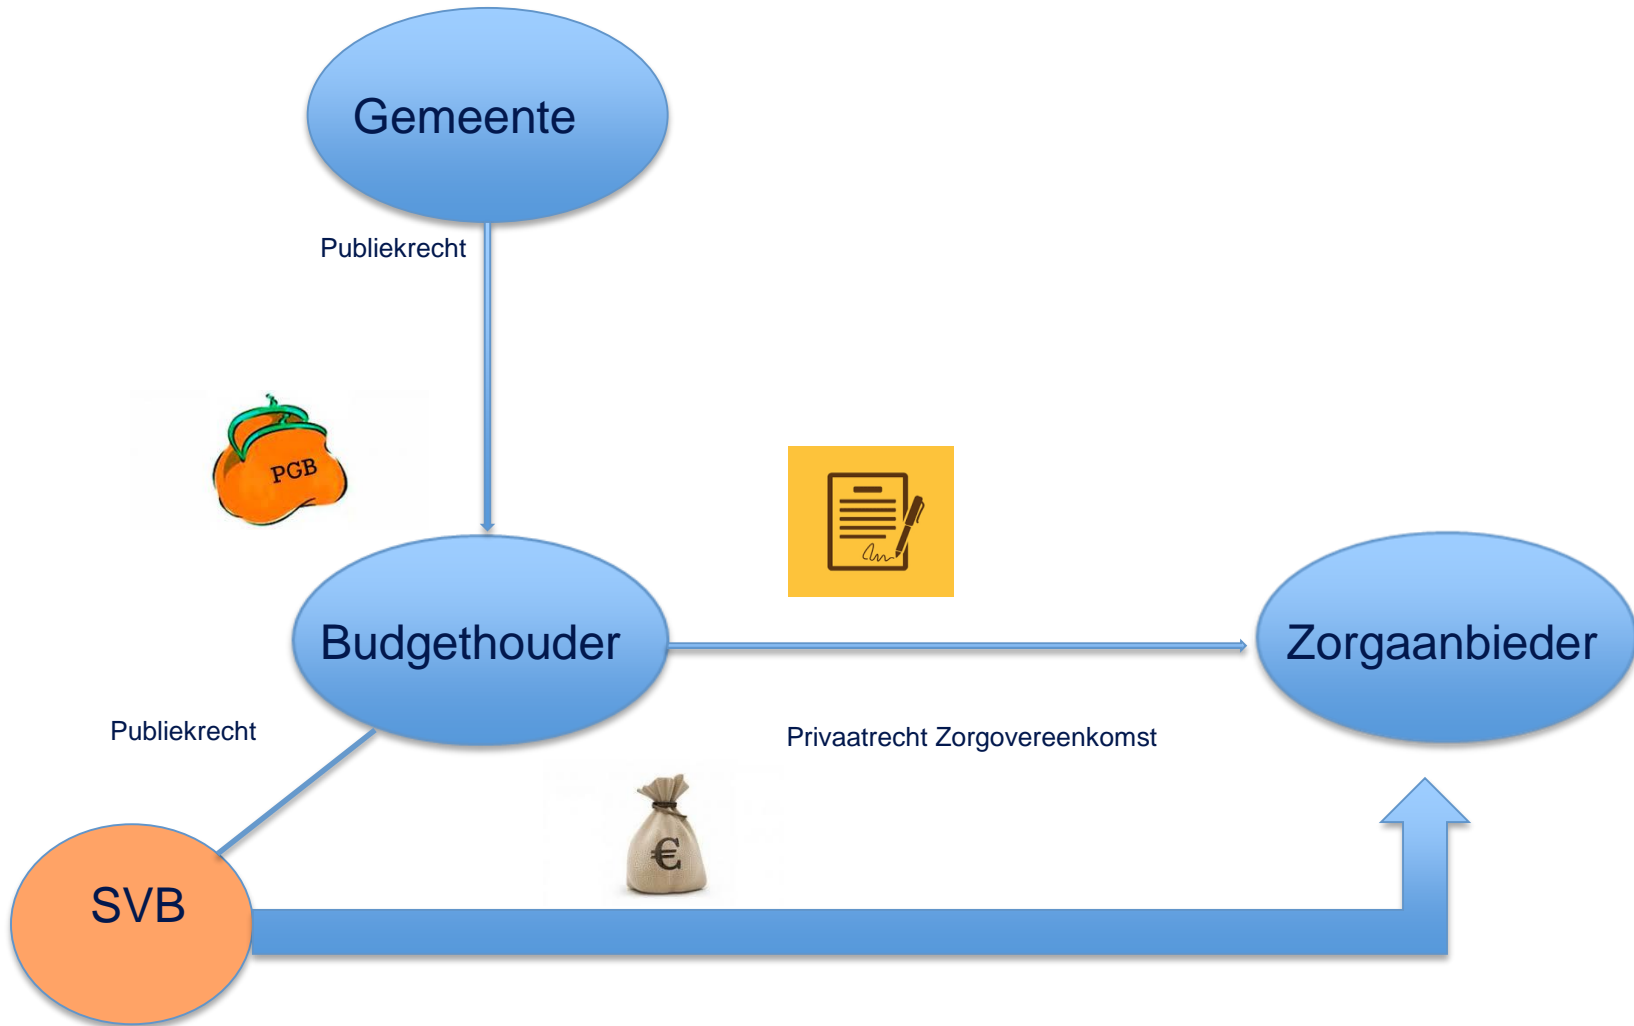 Gemeente
Publiekrecht
PGB
Budgethouder
Zorgaanbieder
Publiekrecht
Privaatrecht Zorgovereenkomst
€
SVB